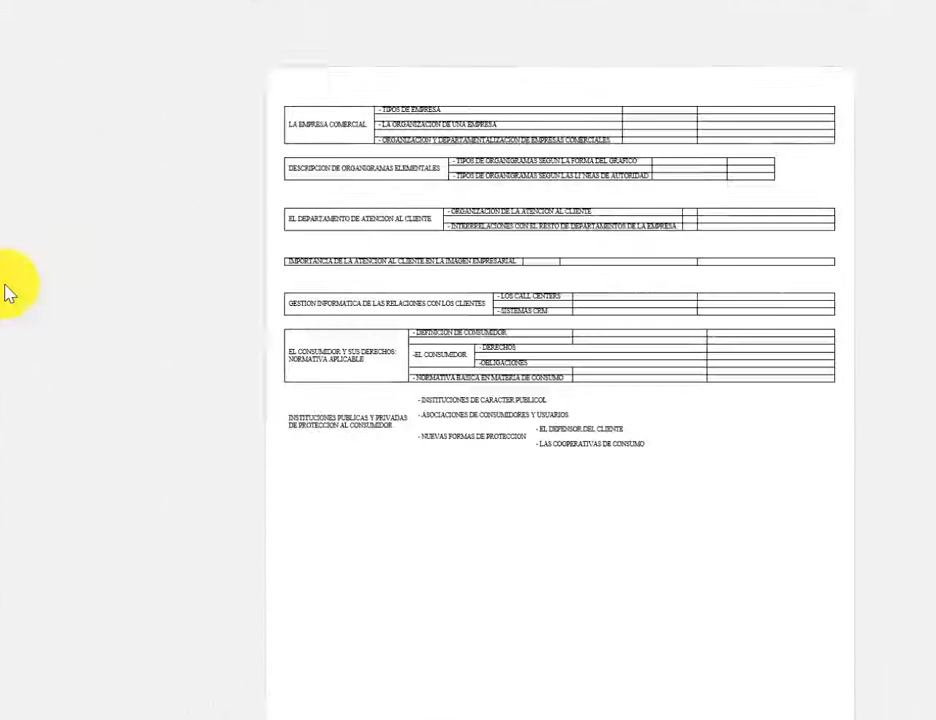 - TIPOS DE EMPRESA
LA EMPRESA COMERCIAL
- LA ORGANIZACION DE UNA EMPRESA
- ORGANIZACION Y DEPARTAMENTALIZACION DE EMPRESAS COMERCIALES
- TIPOS DE ORGANIGRAMAS SEGUN LA FORMA DEL GRAFICO
DESCRIPCION DE ORGANIGRAMAS ELEMENTALES
- TIPOS DE ORGANIGRAMAS SEGUN LAS LINEAS DE AUTORIDAD
- ORGANIZACION DE LA ATENCION AL CLIENTE
EL DEPARTAMENTO DE ATENCION AL CLIENTE
- INTERRRELACIONES CON EL RESTO DE DEPARTAMENTOS DE LA EMPRESA
IMPORTANCIA DE LA ATENCION AL CLIENTE EN LA IMAGEN EMPRESARIAL
- LOS CALL CENTERS
GESTION INFORMATICA DE LAS RELACIONES CON LOS CLIENTES
- SISTEMAS CRM
- DEFINICION DE CONSUMIDOR
EL CONSUMIDOR Y SUS DERECHOS:
NORMATIVA APLICABLE
-EL CONSUMIDOR
- DERECHOS
-OBLIGACIONES
- NORMATIVA BASICA EN MATERIA DE CONSUMO
- INSTITUCIONES DE CARACTER PUBLICOL
INSTITUCIONES PUBLICAS Y PRIVADAS
DE PROTECCION AL CONSUMIDOR
- ASOCIACIONES DE CONSUMIDORES Y USUARIOS
- NUEVAS FORMAS DE PROTECCION
- EL DEFENSOR DEL CLIENTE
- LAS COOPERATIVAS DE CONSUMO